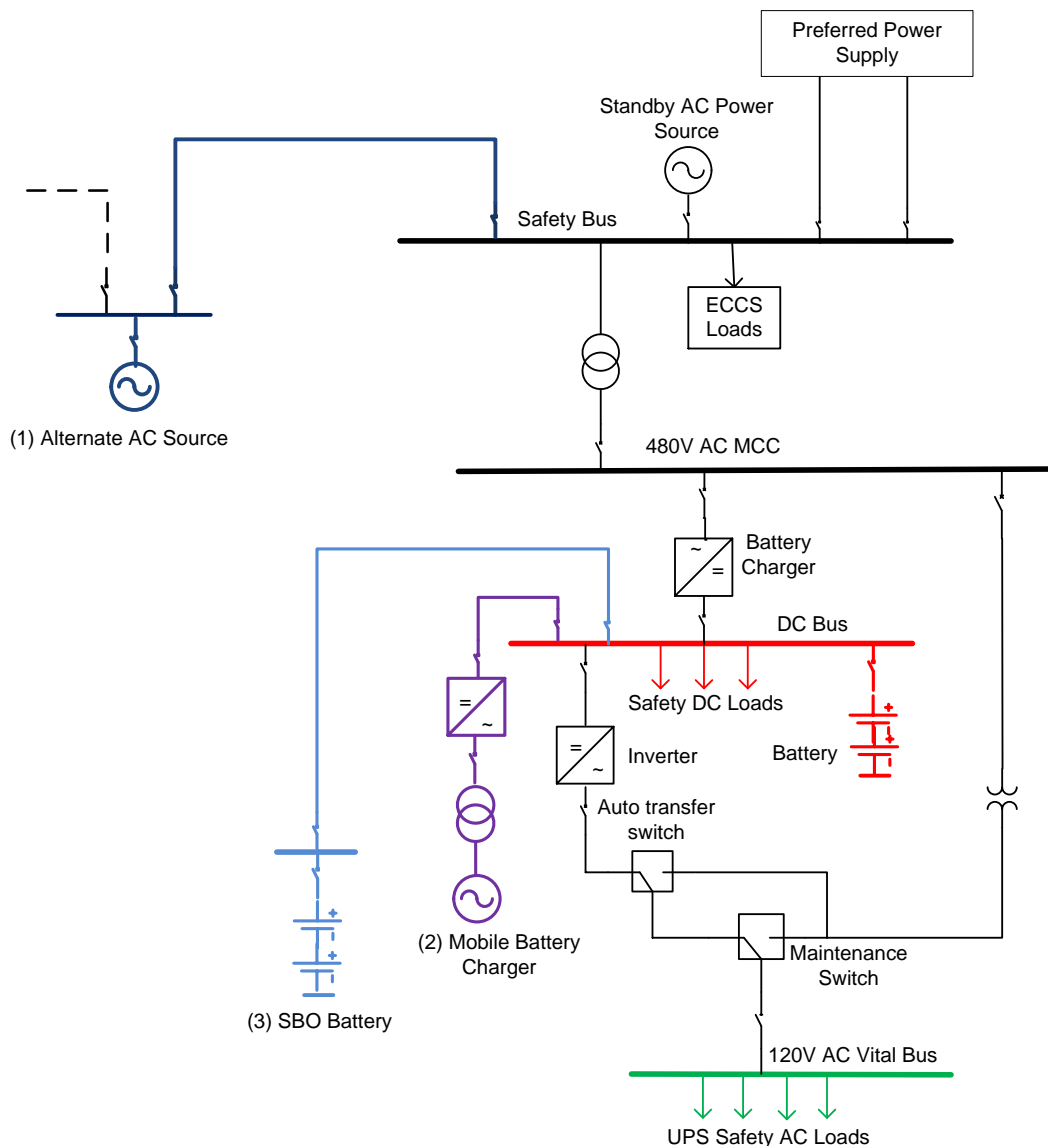 Preferred Power
Supply
Standby AC Power
Source
Safety Bus
ECCS
Loads
(1) Alternate AC Source
480V AC MCC
Battery
Charger
~
=
DC Bus
Safety DC Loads
=
~
Inverter
Battery
+
+
=
~
Auto transfer
switch
(2) Mobile Battery
Charger
Maintenance
Switch
+
+
(3) SBO Battery
120V AC Vital Bus
UPS Safety AC Loads